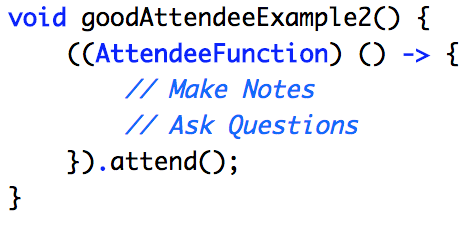 void goodAttendeeExample2() {
    ((AttendeeFunction) () -> {
        // Make Notes
        // Ask Questions
    }).attend();
}